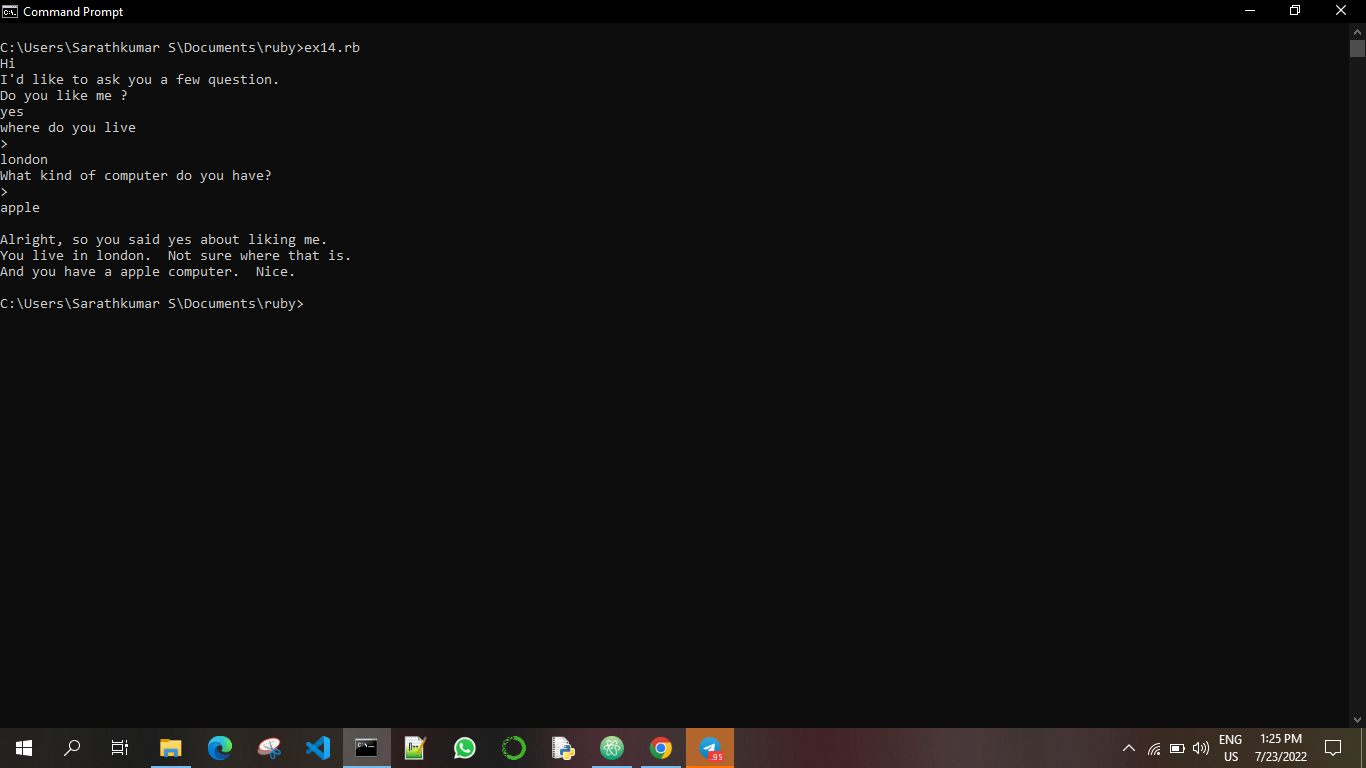 Command Prompt
C:\Users\Sarathkumar S\Documents\ruby>ex14.rb
Hi
I'd like to ask you a few question.
Do you like me ?
yes
where do you live
>
london
What kind of computer do you have?
>
apple
Alright, so you said yes about liking me.
You live in london.  Not sure where that is.
And you have a apple computer.  Nice.
C:\Users\Sarathkumar S\Documents\ruby>
.95
ENG
US
1:25 PM
7/23/2022